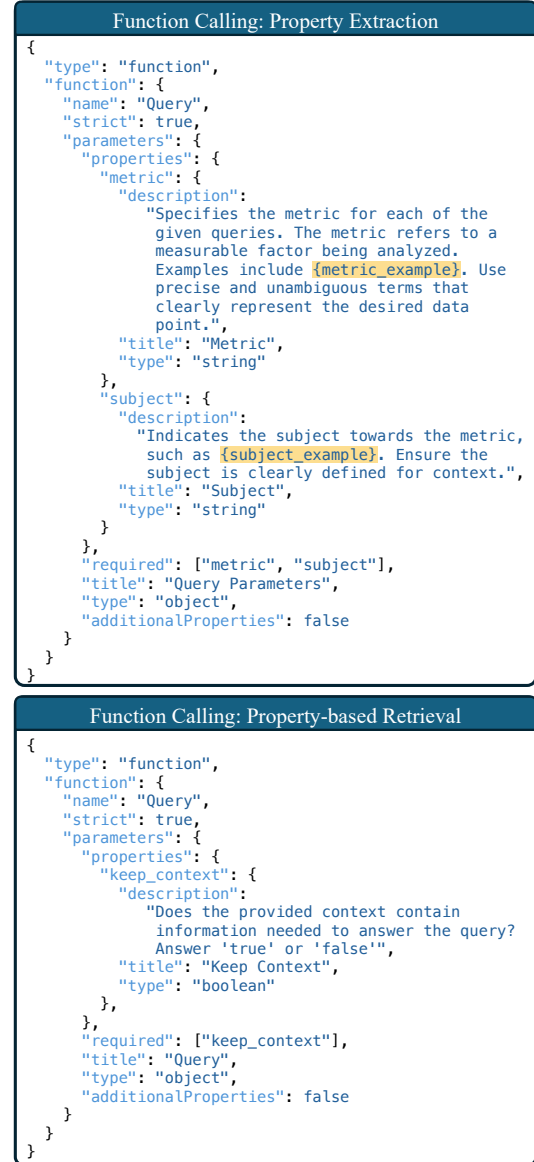 Function Calling: Property Extraction
{
  "type": "function",
  "function": {
    "name": "Query",
    "strict": true,
    "parameters": {
      "properties": {
        "metric": {
          "description":
             "Specifies the metric for each of the
              given queries. The metric refers to a
              measurable factor being analyzed.
              Examples include {metric_example}. Use
              precise and unambiguous terms that
              clearly represent the desired data
              point.",
          "title": "Metric",
          "type": "string"
        },
        "subject": {
          "description":
            "Indicates the subject towards the metric,
             such as {subject_example}. Ensure the
             subject is clearly defined for context.",
          "title": "Subject",
          "type": "string"
        }
      },
      "required": ["metric", "subject"],
      "title": "Query Parameters",
      "type": "object",
      "additionalProperties": false
    }
  }
}
Function Calling: Property-based Retrieval
{
  "type": "function",
  "function": {
    "name": "Query",
    "strict": true,
    "parameters": {
      "properties": {
        "keep_context": {
          "description":
             "Does the provided context contain
              information needed to answer the query?
              Answer 'true' or 'false'",
          "title": "Keep Context",
          "type": "boolean"
        },
      },
      "required": ["keep_context"],
      "title": "Query",
      "type": "object",
      "additionalProperties": false
    }
  }
}